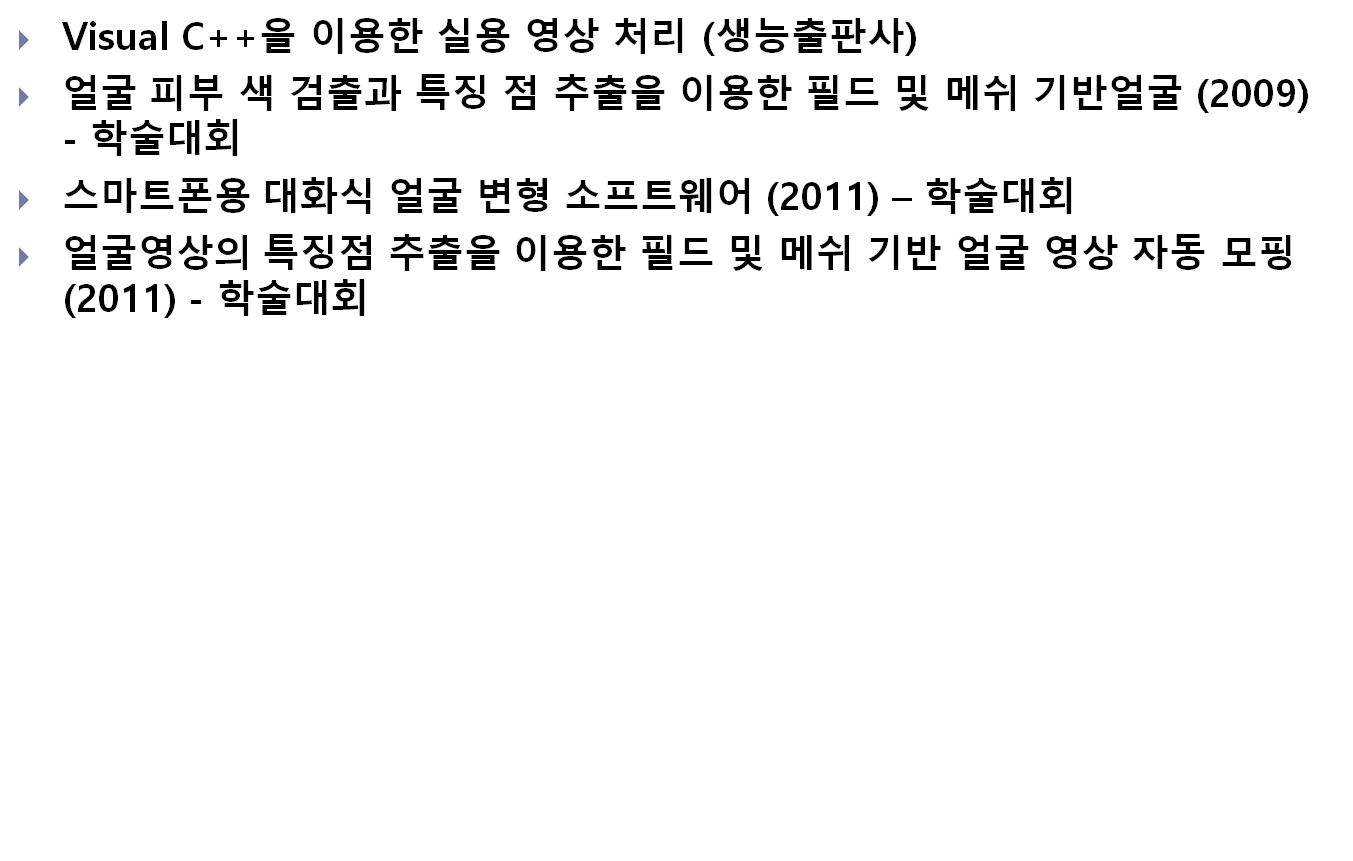 Visual C++을 이용한 실용 영상 처리 (생능출판사)
얼굴 피부 색 검출과 특징 점 추출을 이용한 필드 및 메쉬 기반얼굴 (2009)
- 학술대회
스마트폰용 대화식 얼굴 변형 소프트웨어 (2011) – 학술대회
얼굴영상의 특징점 추출을 이용한 필드 및 메쉬 기반 얼굴 영상 자동 모핑
(2011) - 학술대회